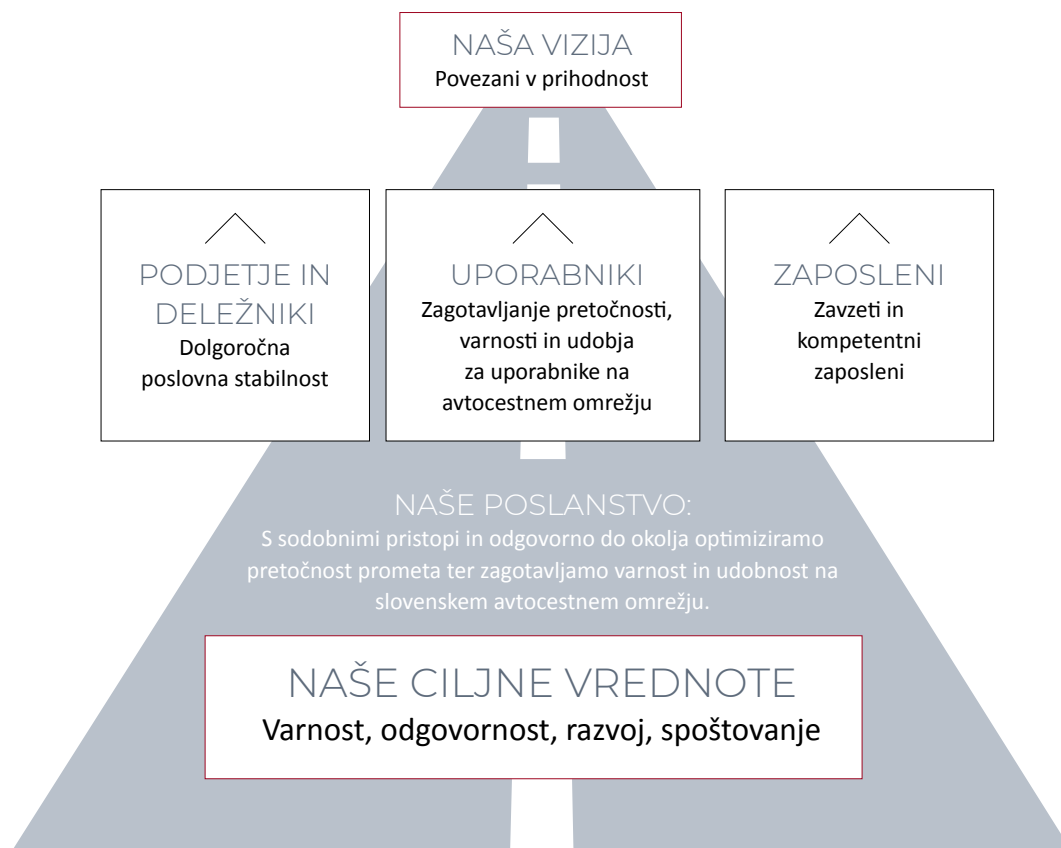 NAŠA VIZIJA
Povezani v prihodnost
PODJETJE IN
DELEŽNIKI
Dolgoročna
poslovna stabilnost
UPORABNIKI
Zagotavljanje pretočnosti,
varnosti in udobja
za uporabnike na
avtocestnem omrežju
ZAPOSLENI
Zavzeti in
kompetentni
zaposleni
NAŠE POSLANSTVO:
S sodobnimi pristopi in odgovorno do okolja optimiziramo
pretočnost prometa ter zagotavljamo varnost in udobnost na
slovenskem avtocestnem omrežju.
NAŠE CILJNE VREDNOTE
Varnost, odgovornost, razvoj, spoštovanje